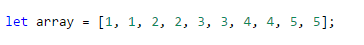 let array = [1, 1, 2, 2, 3, 3, 4, 4, 5, 5];